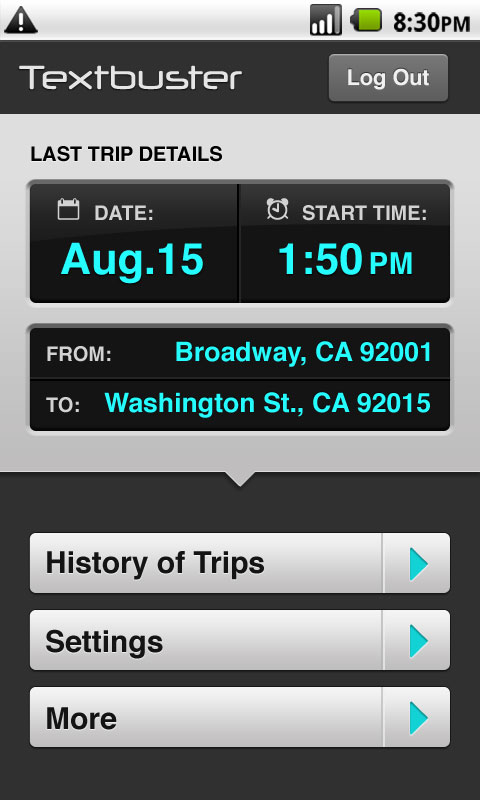 8:30PM
Textbuster
Log Out
LAST TRIP DETAILS
DATE:
START TIME:
Aug.15
1:50 PM
FROM: Broadway, CA 92001
TO: Washington St., CA 92015
History of Trips
Settings
More